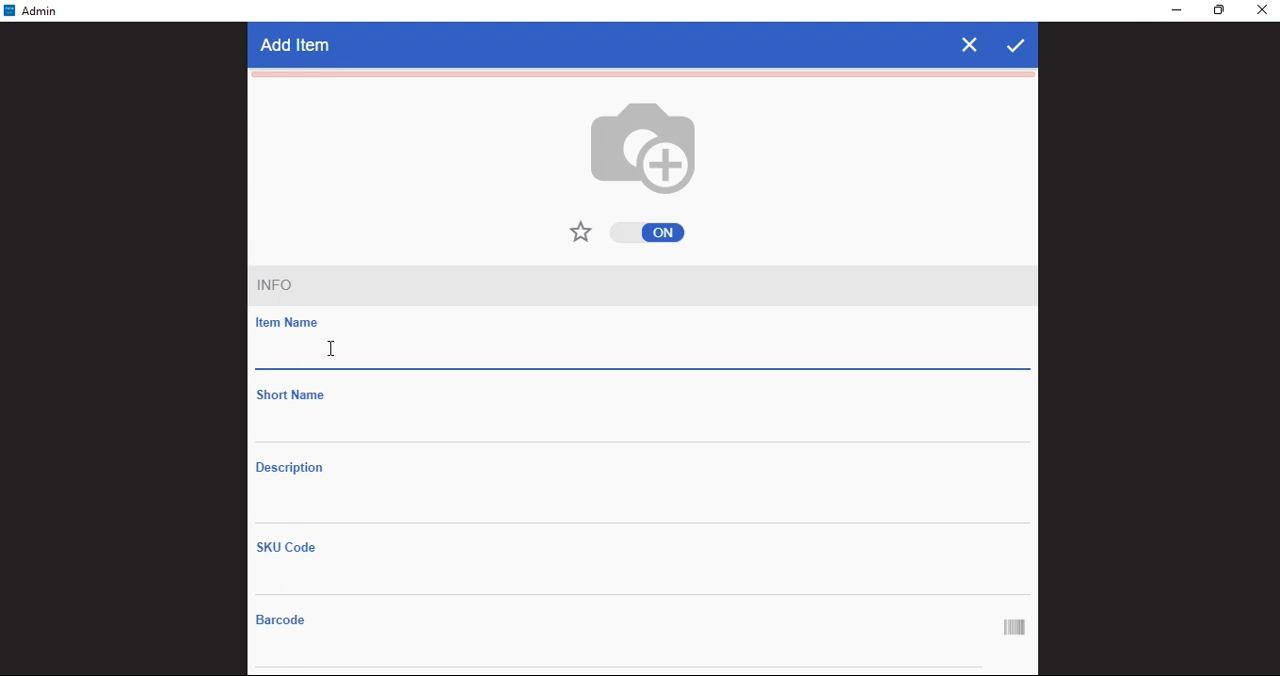 Admin
Add Item
ON
INFO
Item Name
Short Name
Description
SKU Code
Barcode